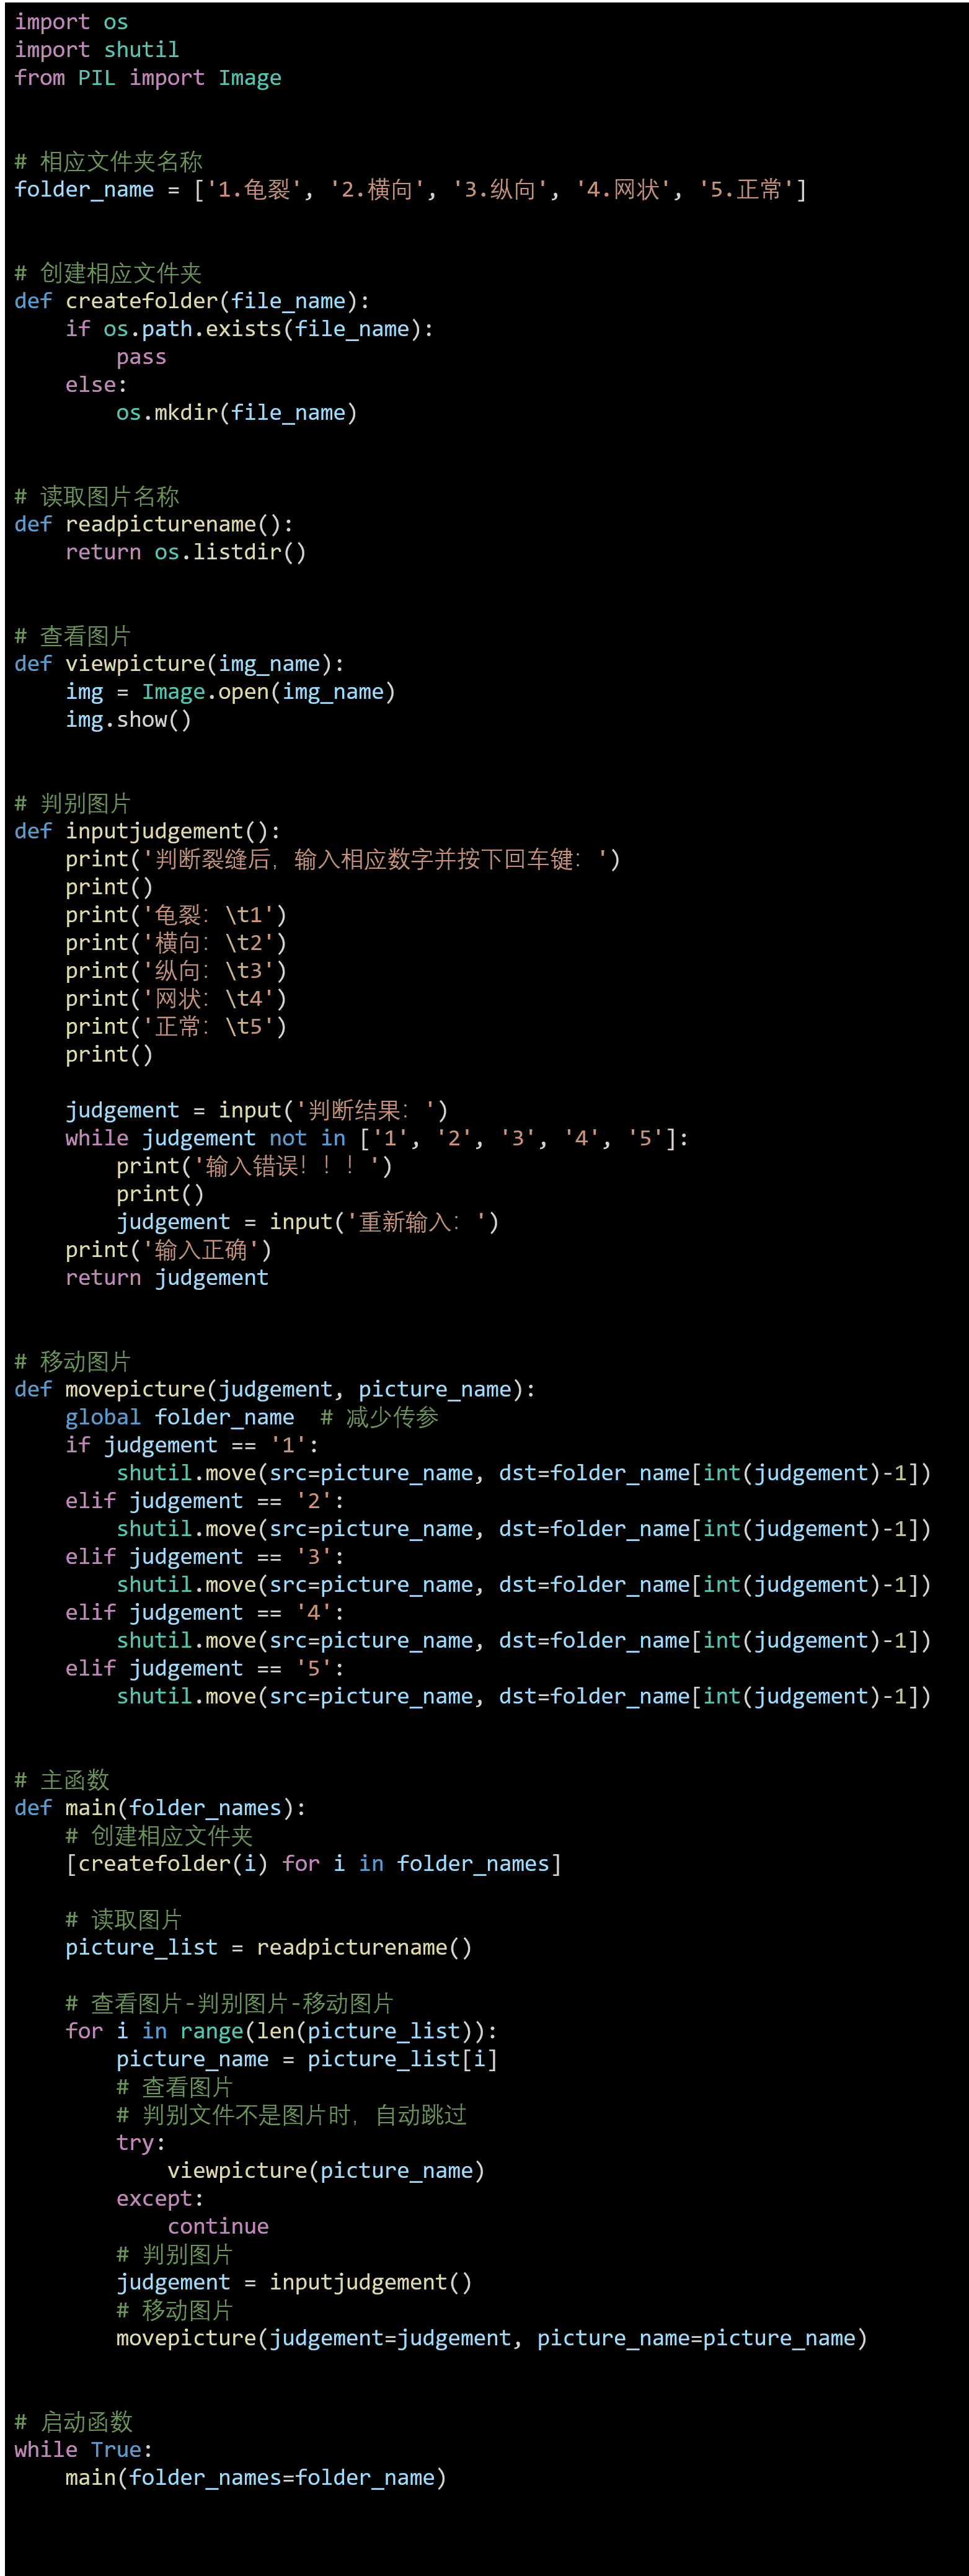 import os
import shutil
from PIL import Image
# 相应文件夹名称
folder_name = ['1.龟裂', '2.横向', '3.纵向', '4.网状', '5.正常']
# 创建相应文件夹
def createfolder(file_name):
    if os.path.exists(file_name):
        pass
    else:
        os.mkdir(file_name)
# 读取图片名称
def readpicturename():
    return os.listdir()
# 查看图片
def viewpicture(img_name):
    img = Image.open(img_name)
    img.show()
# 判别图片
def inputjudgement():
    print('判断裂缝后，输入相应数字并按下回车键：')
    print()
    print('龟裂：\t1')
    print('横向：\t2')
    print('纵向：\t3')
    print('网状：\t4')
    print('正常：\t5')
    print()
    judgement = input('判断结果：')
    while judgement not in ['1', '2', '3', '4', '5']:
        print('输入错误！！！')
        print()
        judgement = input('重新输入：')
    print('输入正确')
    return judgement
# 移动图片
def movepicture(judgement, picture_name):
    global folder_name  # 减少传参
    if judgement == '1':
        shutil.move(src=picture_name, dst=folder_name[int(judgement)-1])
    elif judgement == '2':
        shutil.move(src=picture_name, dst=folder_name[int(judgement)-1])
    elif judgement == '3':
        shutil.move(src=picture_name, dst=folder_name[int(judgement)-1])
    elif judgement == '4':
        shutil.move(src=picture_name, dst=folder_name[int(judgement)-1])
    elif judgement == '5':
        shutil.move(src=picture_name, dst=folder_name[int(judgement)-1])
# 主函数
def main(folder_names):
    # 创建相应文件夹
    [createfolder(i) for i in folder_names]
    # 读取图片
    picture_list = readpicturename()
    # 查看图片-判别图片-移动图片
    for i in range(len(picture_list)):
        picture_name = picture_list[i]
        # 查看图片
        # 判别文件不是图片时，自动跳过
        try:
            viewpicture(picture_name)
        except:
            continue
        # 判别图片
        judgement = inputjudgement()
        # 移动图片
        movepicture(judgement=judgement, picture_name=picture_name)
# 启动函数
while True:
    main(folder_names=folder_name)